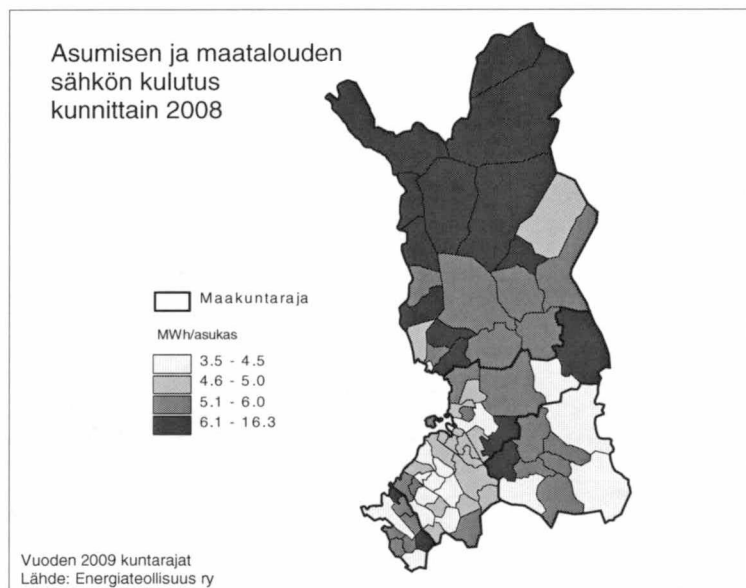 Asumisen ja maatalouden
sähkön kulutus
kunnittain 2008
Maakuntaraja
MWh/asukas
3.5 - 4.5
4.6 - 5.0
5.1 - 6.0
6.1 - 16.3
Vuoden 2009 kuntarajat
Lähde: Energiateollisuus ry